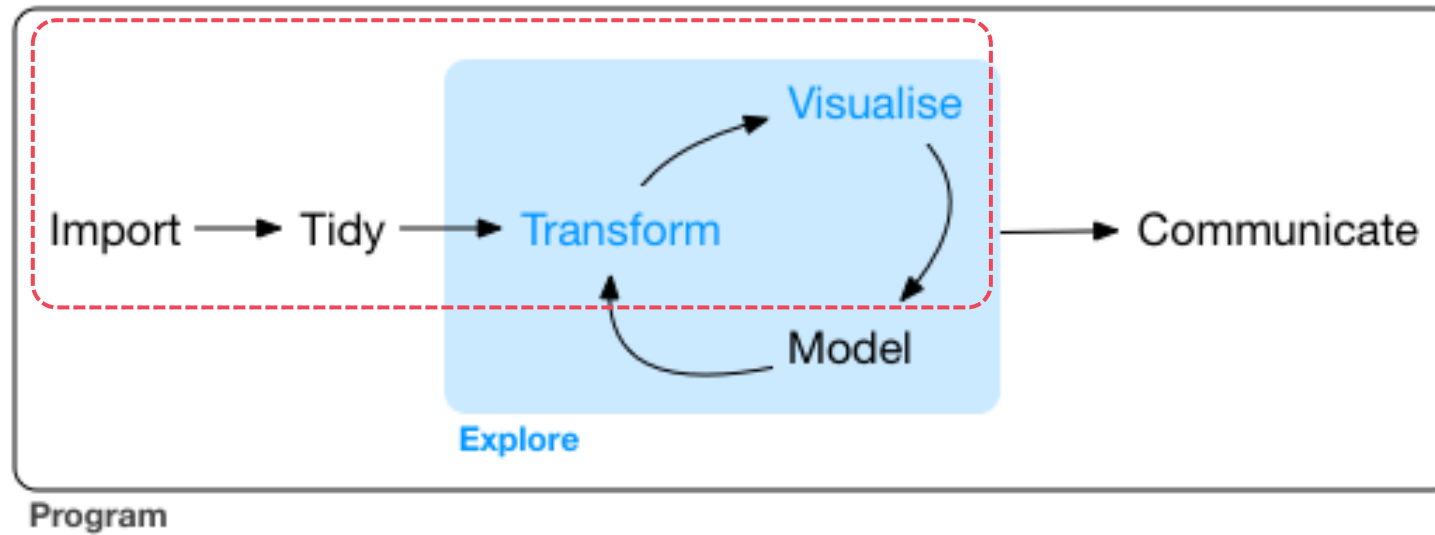 Visualise
Import Tidy Transform Communicate
Model
Explore
Program